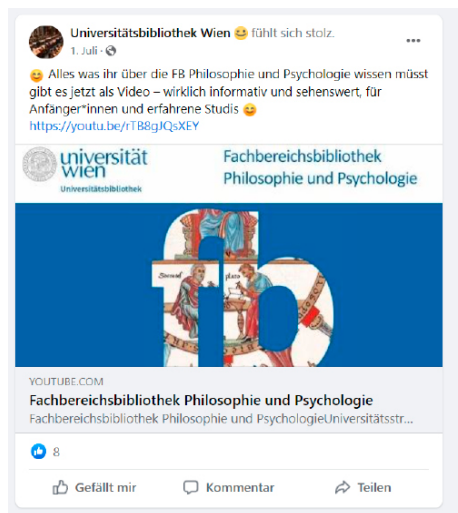 Universitätsbibliothek Wien 😊 fühlt sich stolz.
1. Juli ·
😊 Alles was ihr über die FB Philosophie und Psychologie wissen müsst
gibt es jetzt als Video – wirklich informativ und sehenswert, für
Anfänger*innen und erfahrene Studis 😊
https://youtu.be/rTB8gJQsXEY
universität
wien
Universitätsbibliothek
Fachbereichsbibliothek
Philosophie und Psychologie
fb
plato
YOUTUBE.COM
Fachbereichsbibliothek Philosophie und Psychologie
Fachbereichsbibliothek Philosophie und PsychologieUniversitätsstr...
8
Gefällt mir
Kommentar
Teilen